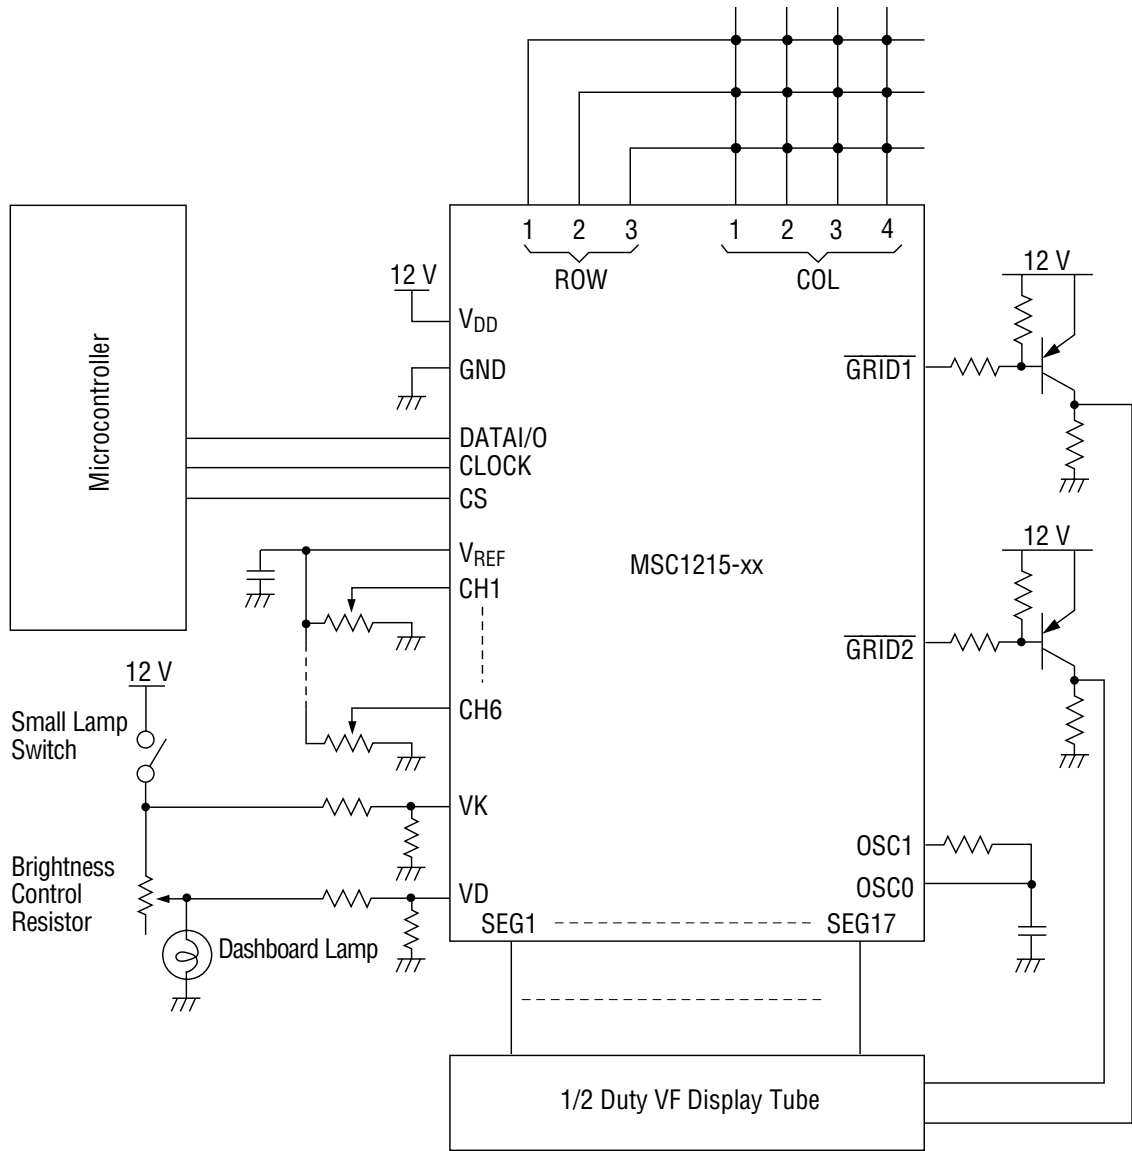 1 2 3 1 2 3 4
ROW COL
12 V
VDD
GND
DATAI/O
CLOCK
CS
VREF
CH1
CH6
VK
VD
Microcontroller
MSC1215-xx
12 V
GRID1
12 V
GRID2
OSC1
OSC0
12 V
Small Lamp
Switch
Brightness
Control
Resistor
Dashboard Lamp
SEG1 SEG17
1/2 Duty VF Display Tube